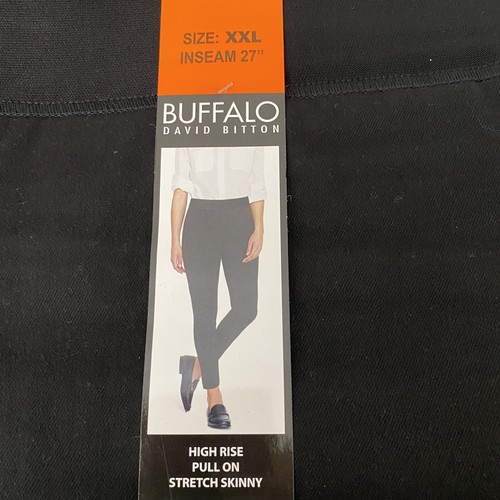 SIZE: XXL
INSEAM 27"
BUFFALO
DAVID BITTON
HIGH RISE
PULL ON
STRETCH SKINNY